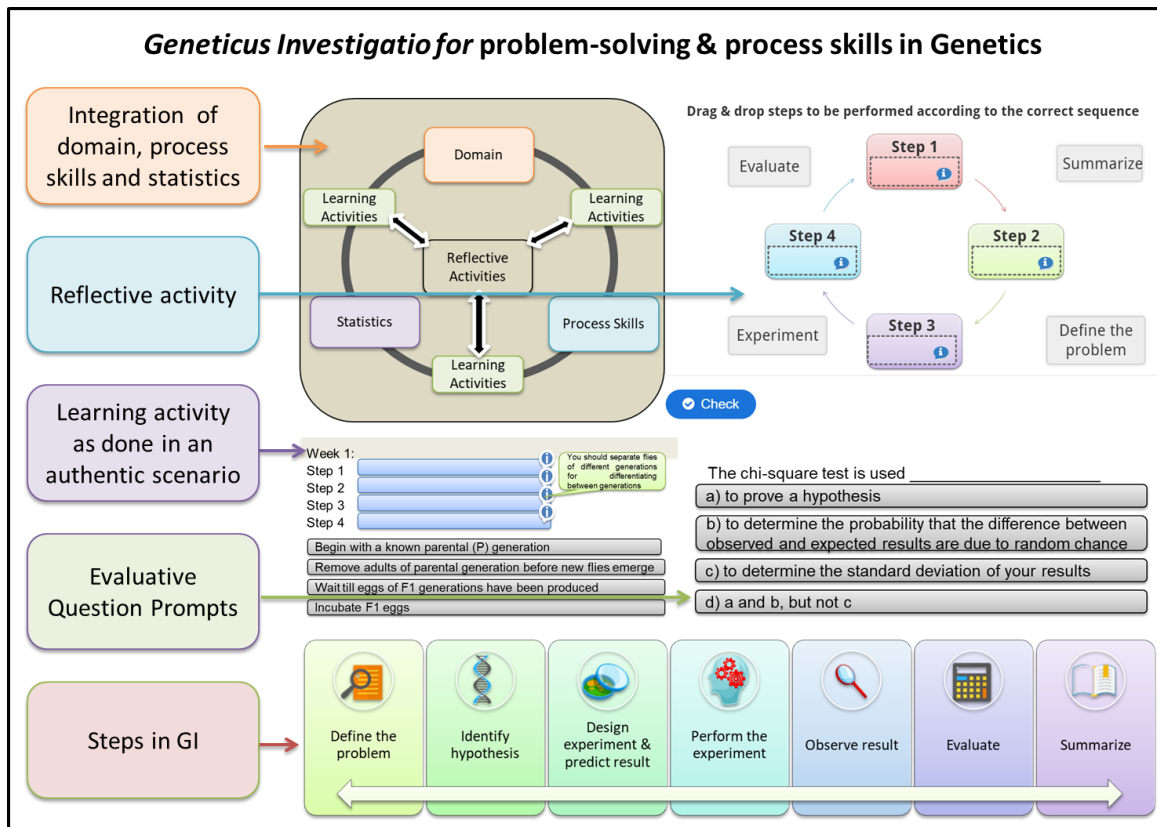 Geneticus Investigatio for problem-solving & process skills in Genetics
Integration of
domain, process
skills and statistics
Domain
Learning
Activities
Learning
Activities
Reflective
Activities
Statistics
Process Skills
Learning
Activities
Drag & drop steps to be performed according to the correct sequence
Evaluate
Step 1
Summarize
Step 4
Step 2
Experiment
Step 3
Define the
problem
Check
Reflective activity
Learning activity
as done in an
authentic scenario
Week 1:
Step 1
Step 2
Step 3
Step 4
You should separate flies
of different generations
for differentiating
between generations
Begin with a known parental (P) generation
Remove adults of parental generation before new flies emerge
Wait till eggs of F1 generations have been produced
Incubate F1 eggs
Evaluative
Question Prompts
The chi-square test is used ____________________
a) to prove a hypothesis
b) to determine the probability that the difference between
observed and expected results are due to random chance
c) to determine the standard deviation of your results
d) a and b, but not c
Steps in GI
Define the
problem
Identify
hypothesis
Design
experiment &
predict result
Perform the
experiment
Observe result
Evaluate
Summarize